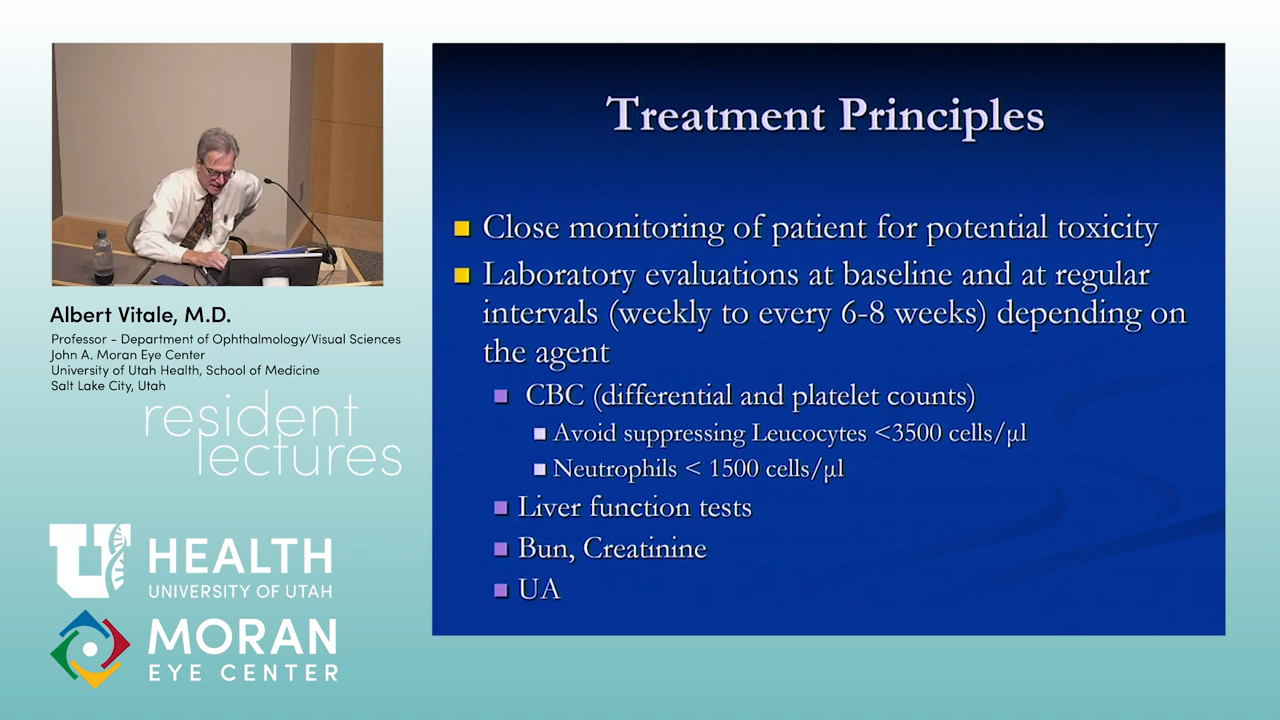 Albert Vitale, M.D.
Professor - Department of Ophthalmology/Visual Sciences
John A. Moran Eye Center
University of Utah Health, School of Medicine
Salt Lake City, Utah
resident
lectures
U HEALTH
UNIVERSITY OF UTAH
MORAN
EYE CENTER
Treatment Principles
Close monitoring of patient for potential toxicity
Laboratory evaluations at baseline and at regular
intervals (weekly to every 6-8 weeks) depending on
the agent
CBC (differential and platelet counts)
Avoid suppressing Leucocytes <3500 cells/µl
Neutrophils < 1500 cells/µl
Liver function tests
Bun, Creatinine
UA